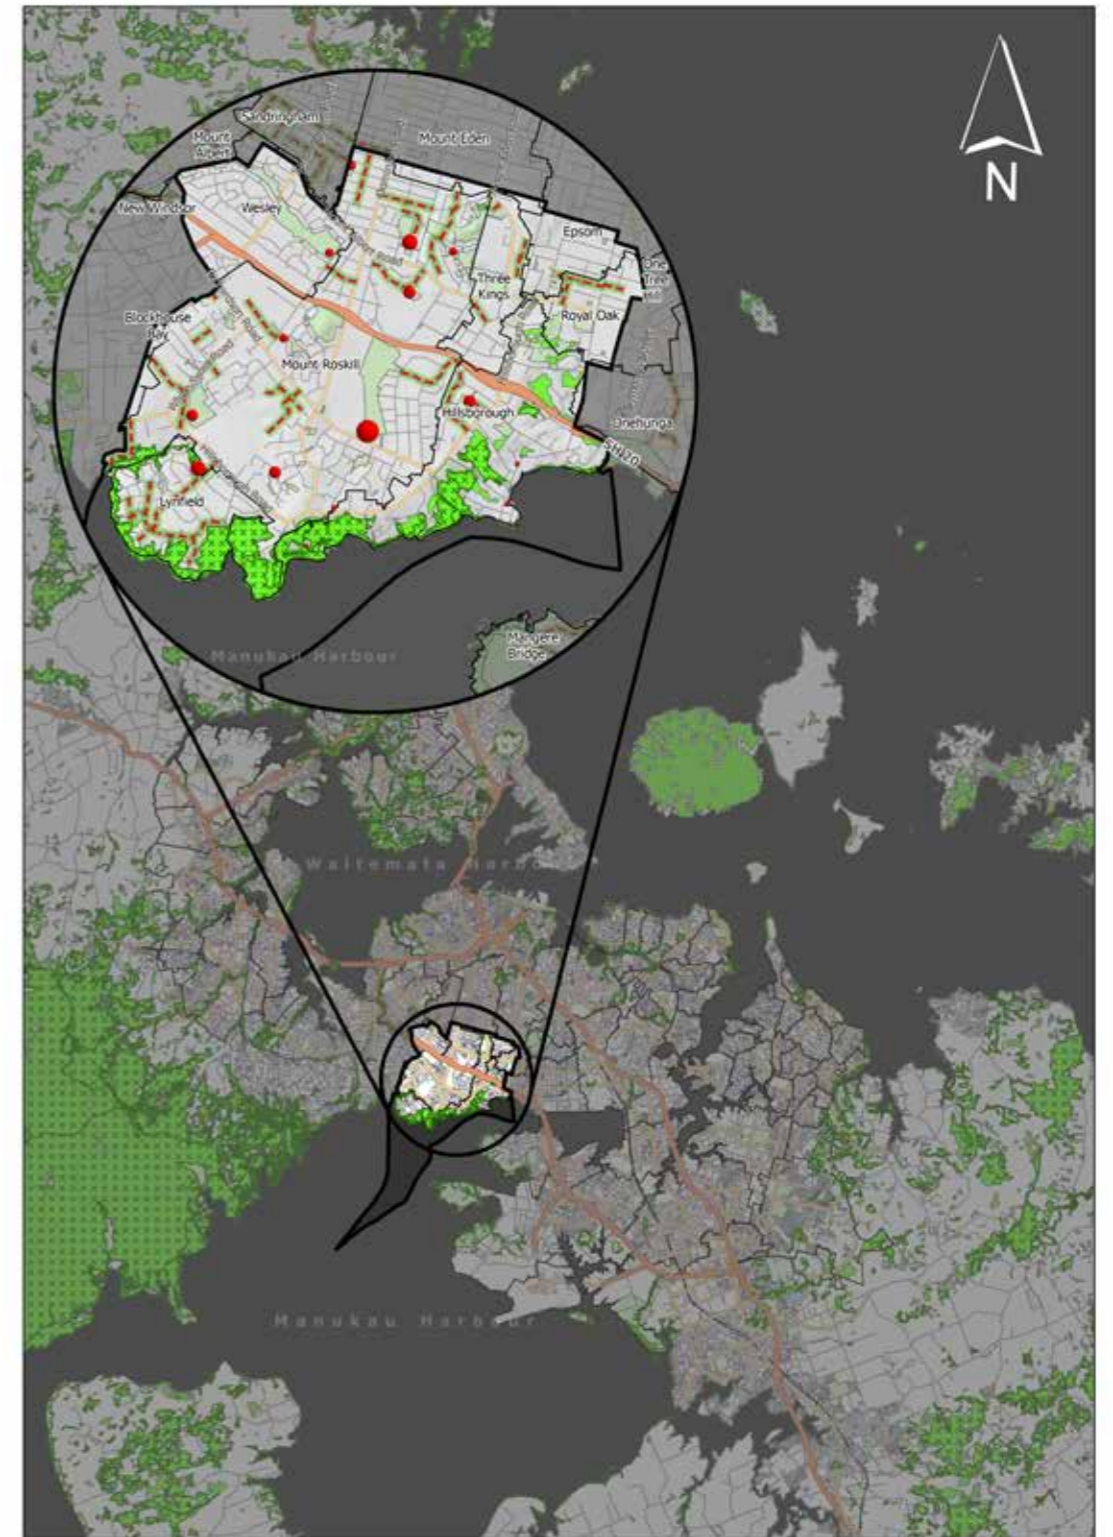 N
Sandringham
Mount
Albert
Mount Eden
New Windsor
Wesley
Epsom
One
Tree
Hill
Three
Kings
Royal Oak
Blockhouse
Bay
Mount Roskill
Hillsborough
Onehunga
SH20
Lynfield
Mangere
Bridge
Manukau Harbour
Waitemata Harbour
Manukau Harbour